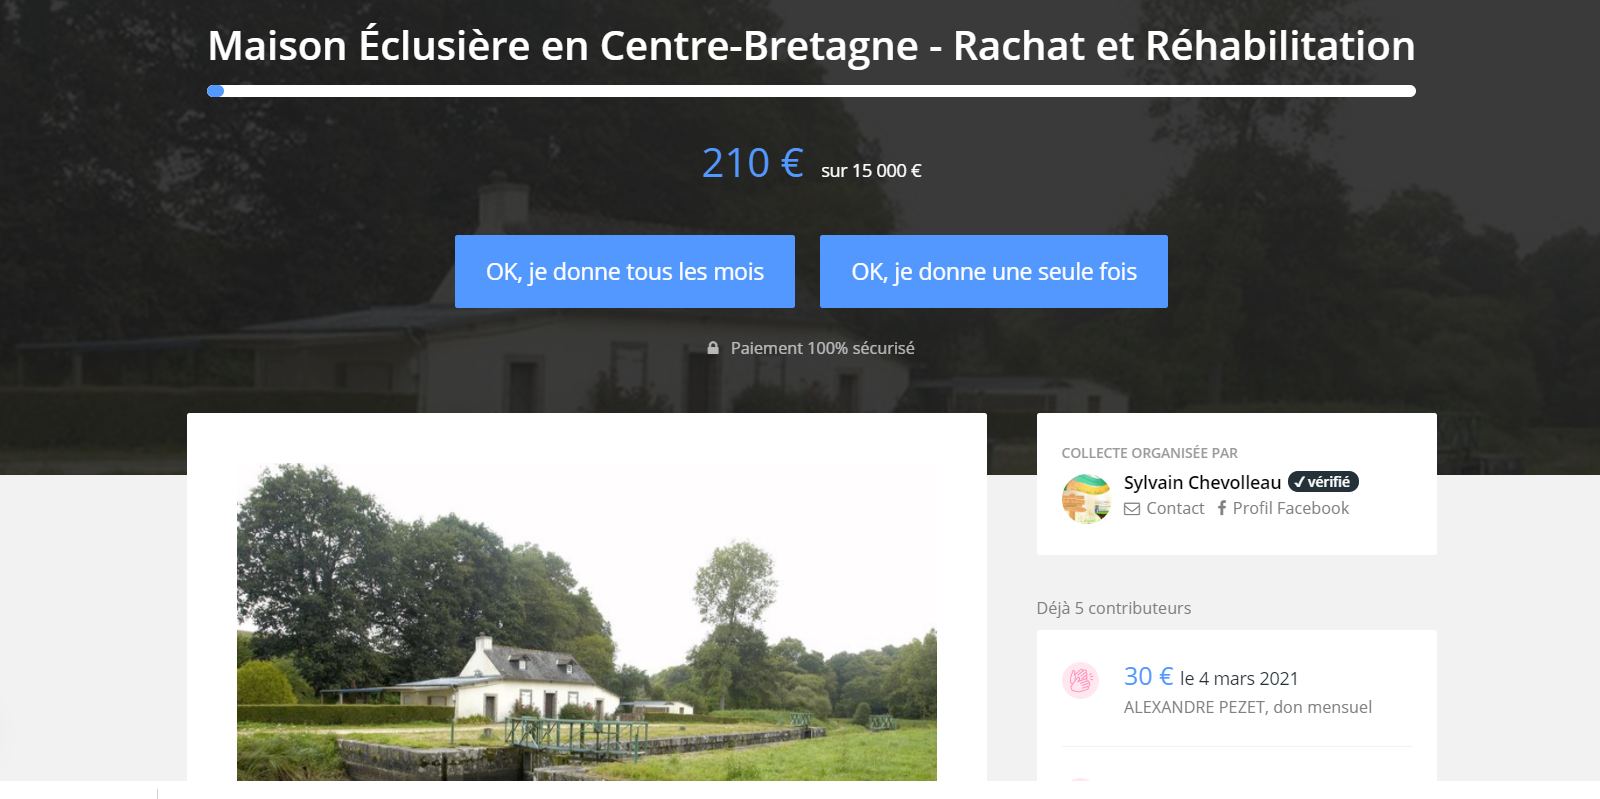 Maison Éclusière en Centre-Bretagne - Rachat et Réhabilitation
210 € sur 15 000 €
OK, je donne tous les mois
OK, je donne une seule fois
Paiement 100% sécurisé
COLLECTE ORGANISÉE PAR
Sylvain Chevolleau vérifié
Contact Profil Facebook
Déjà 5 contributeurs
30 € le 4 mars 2021
ALEXANDRE PEZET, don mensuel